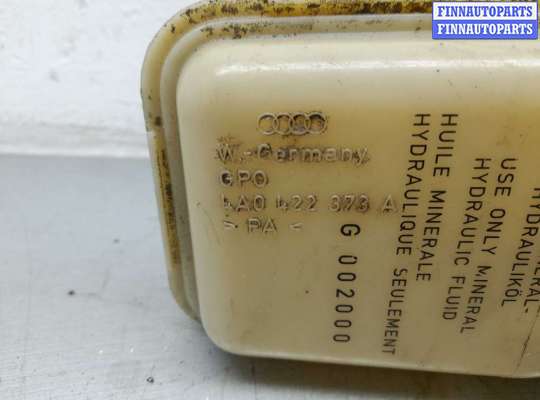 FINNAUTOPARTS
FINNAUTOPARTS
W.-Germany.
GPO
4A0 422 373 A
> PA <
G 002000
HYDRAULIKÖL
USE ONLY MINERAL
HYDRAULIC FLUID
HUILE MINERALE
HYDRAULIQUE SEULEMENT